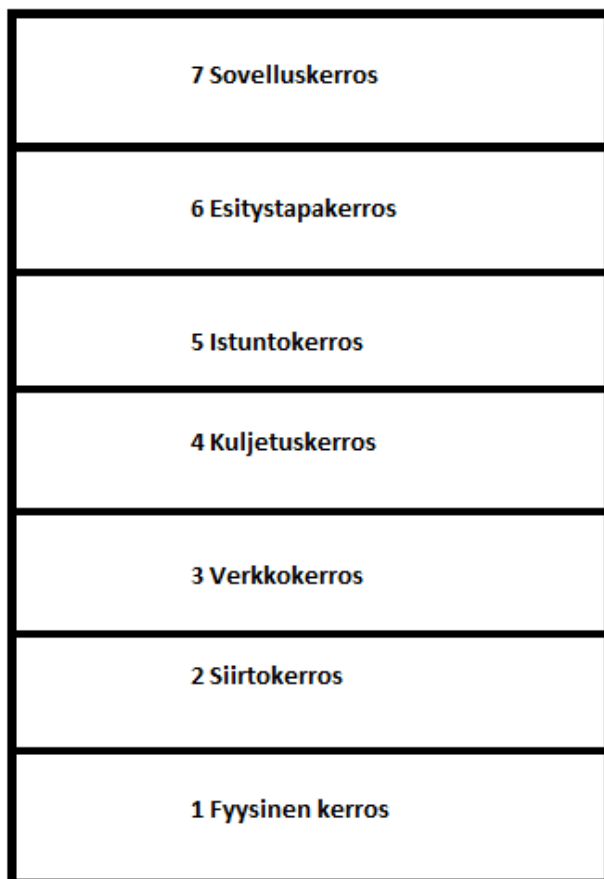 7 Sovelluskerros
6 Esitystapakerros
5 Istuntokerros
4 Kuljetuskerros
3 Verkkokerros
2 Siirtokerros
1 Fyysinen kerros